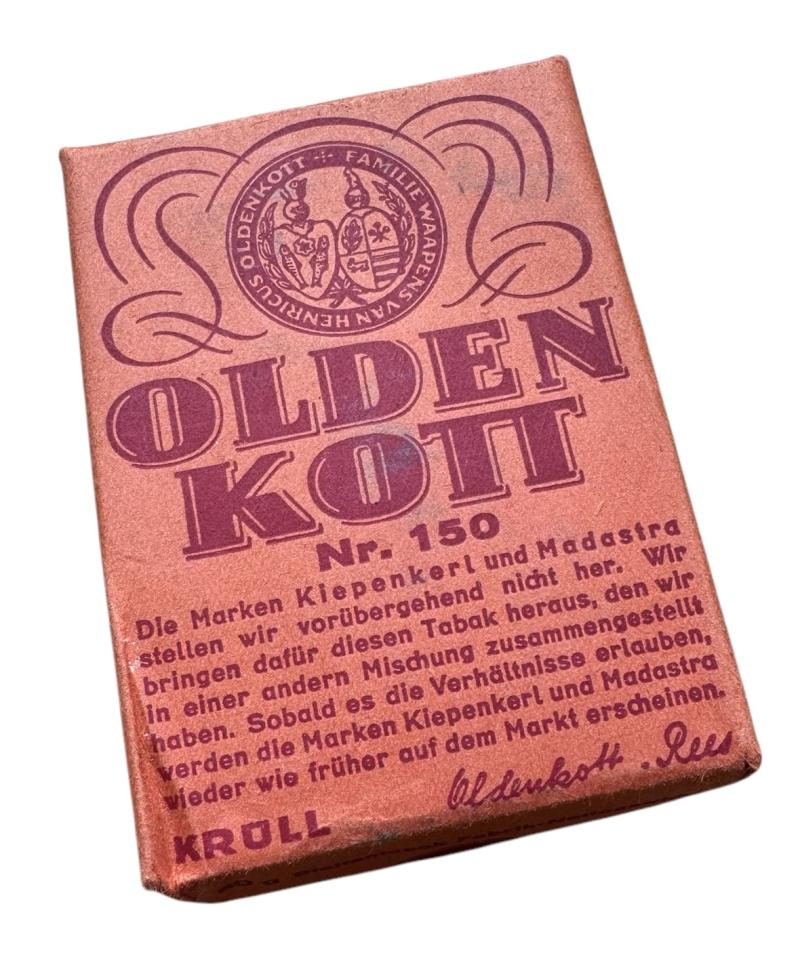 FAMILIE WAAPENS VAN HENRICUS OLDENKOTT
OLDEN
KOTT
Nr. 150
Die Marken Kiepenkerl und Madastra
stellen wir vorübergehend nicht her. Wir
bringen dafür diesen Tabak heraus, den wir
in einer andern Mischung zusammengestellt
haben. Sobald es die Verhältnisse erlauben,
werden die Marken Kiepenkerl und Madastra
wieder wie früher auf dem Markt erscheinen.
Oldenkott . Rees
KRÜLL